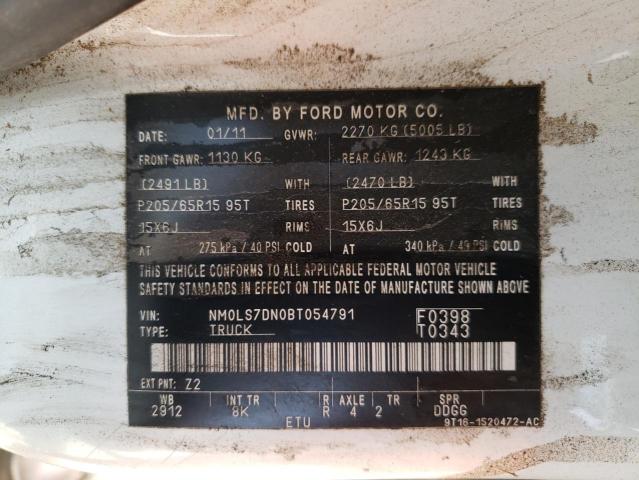 MFD. BY FORD MOTOR CO.
DATE: 01/11 GVWR: 2270 KG (5005 LB)
FRONT GAWR: 1130 KG REAR GAWR: 1243 KG
(2491 LB) WITH (2470 LB) WITH
P205/65R15 95T TIRES P205/65R15 95T TIRES
15X6J RIMS 15X6J RIMS
AT 275 kPa / 40 PSI COLD AT 340 kPa / 49 PSI COLD
THIS VEHICLE CONFORMS TO ALL APPLICABLE FEDERAL MOTOR VEHICLE
SAFETY STANDARDS IN EFFECT ON THE DATE OF MANUFACTURE SHOWN ABOVE
VIN: NM0LS7DN0BT054791 F0398
TYPE: TRUCK T0343
EXT PNT: Z2
WB INT TR R AXLE TR SPR
2912 8K R 4 2 DDGG
ETU 9T16-1520472-AC